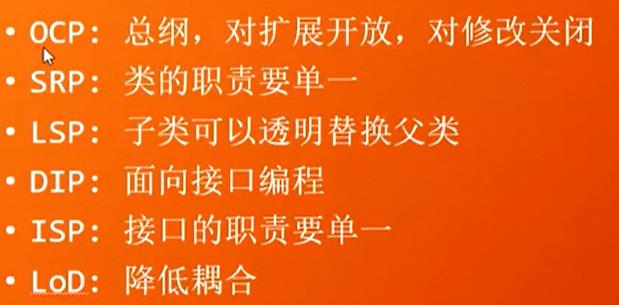 • OCP: 总纲，对扩展开放，对修改关闭
• SRP: 类的职责要单一
• LSP: 子类可以透明替换父类
• DIP: 面向接口编程
• ISP: 接口的职责要单一
• LoD: 降低耦合